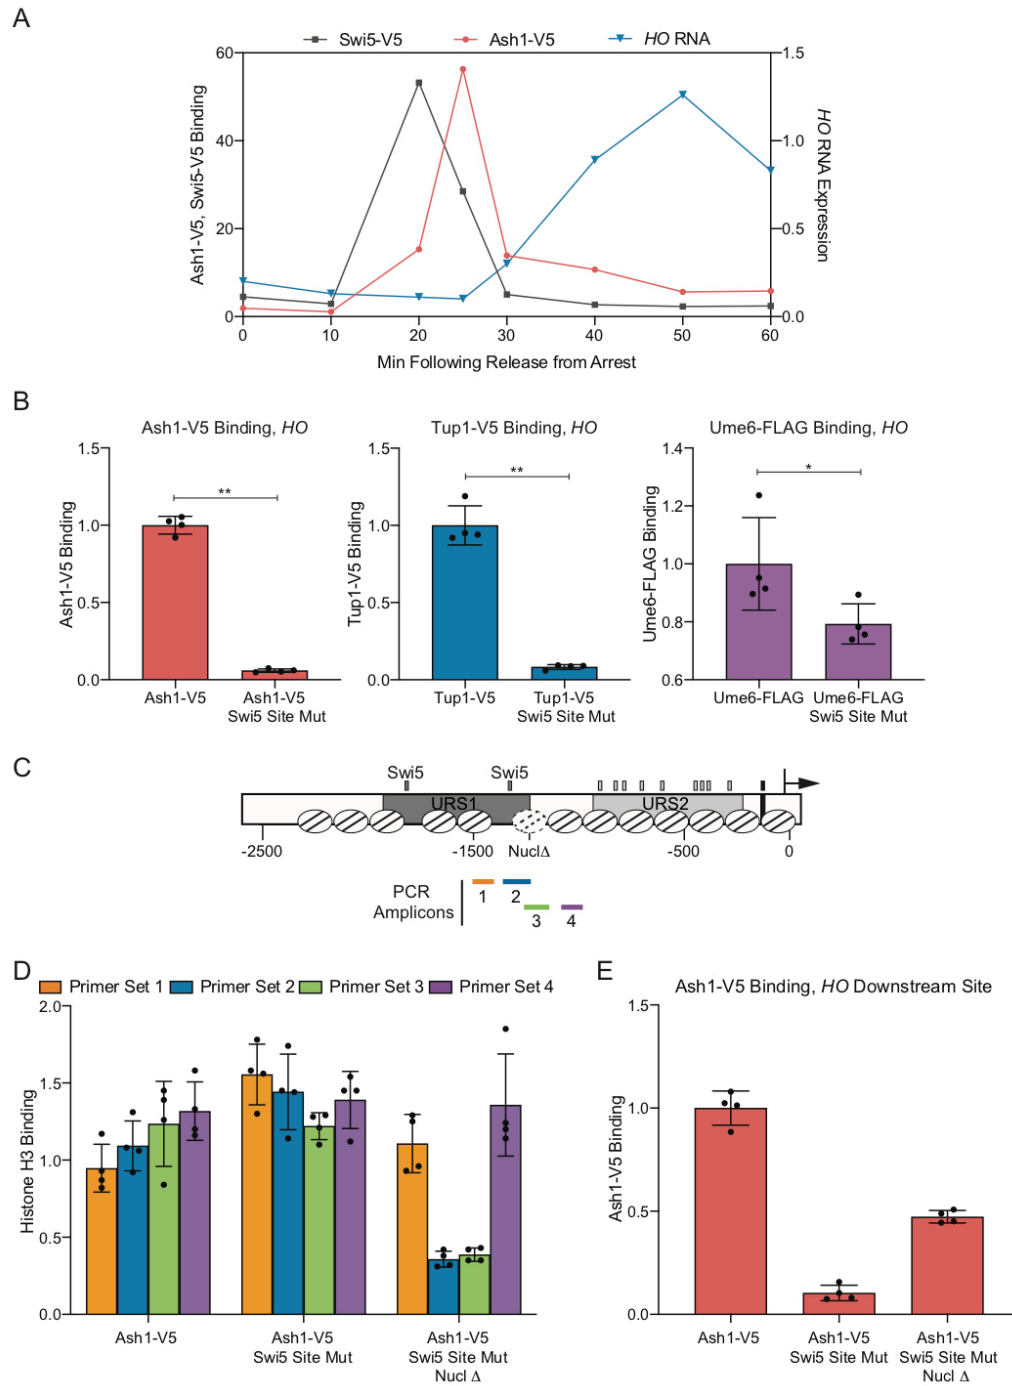 A
Swi5-V5
Ash1-V5
HO RNA
Ash1-V5, Swi5-V5 Binding
60
40
20
0
HO RNA Expression
1.5
1.0
0.5
0.0
0 10 20 30 40 50 60
Min Following Release from Arrest
B
Ash1-V5 Binding, HO
Ash1-V5 Binding
1.5
1.0
0.5
0.0
**
Ash1-V5
Ash1-V5
Swi5 Site Mut
Tup1-V5 Binding, HO
Tup1-V5 Binding
1.5
1.0
0.5
0.0
**
Tup1-V5
Tup1-V5
Swi5 Site Mut
Ume6-FLAG Binding, HO
Ume6-FLAG Binding
1.4
1.2
1.0
0.8
0.6
*
Ume6-FLAG
Ume6-FLAG
Swi5 Site Mut
C
Swi5 Swi5
URS1 URS2
-2500 -1500 NuclΔ -500 0
PCR
Amplicons
1 2
3 4
D
Primer Set 1 Primer Set 2 Primer Set 3 Primer Set 4
Histone H3 Binding
2.0
1.5
1.0
0.5
0.0
Ash1-V5
Ash1-V5
Swi5 Site Mut
Ash1-V5
Swi5 Site Mut
Nucl Δ
E
Ash1-V5 Binding, HO Downstream Site
Ash1-V5 Binding
1.5
1.0
0.5
0.0
Ash1-V5
Ash1-V5
Swi5 Site Mut
Ash1-V5
Swi5 Site Mut
Nucl Δ